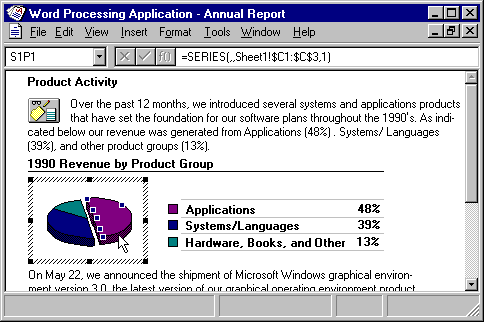 Word Processing Application - Annual Report
File Edit View Insert Format Tools Window Help
S1P1 f() =SERIES(,,Sheet1!$C1:$C$3,1)
Product Activity
Over the past 12 months, we introduced several systems and applications products
that have set the foundation for our software plans throughout the 1990's. As indi-
cated below our revenue was generated from Applications (48%) . Systems/ Languages
(39%), and other product groups (13%).
1990 Revenue by Product Group
Applications 48%
Systems/Languages 39%
Hardware, Books, and Other 13%
On May 22, we announced the shipment of Microsoft Windows graphical environ-
ment version 3.0, the latest version of our graphical operating environment product